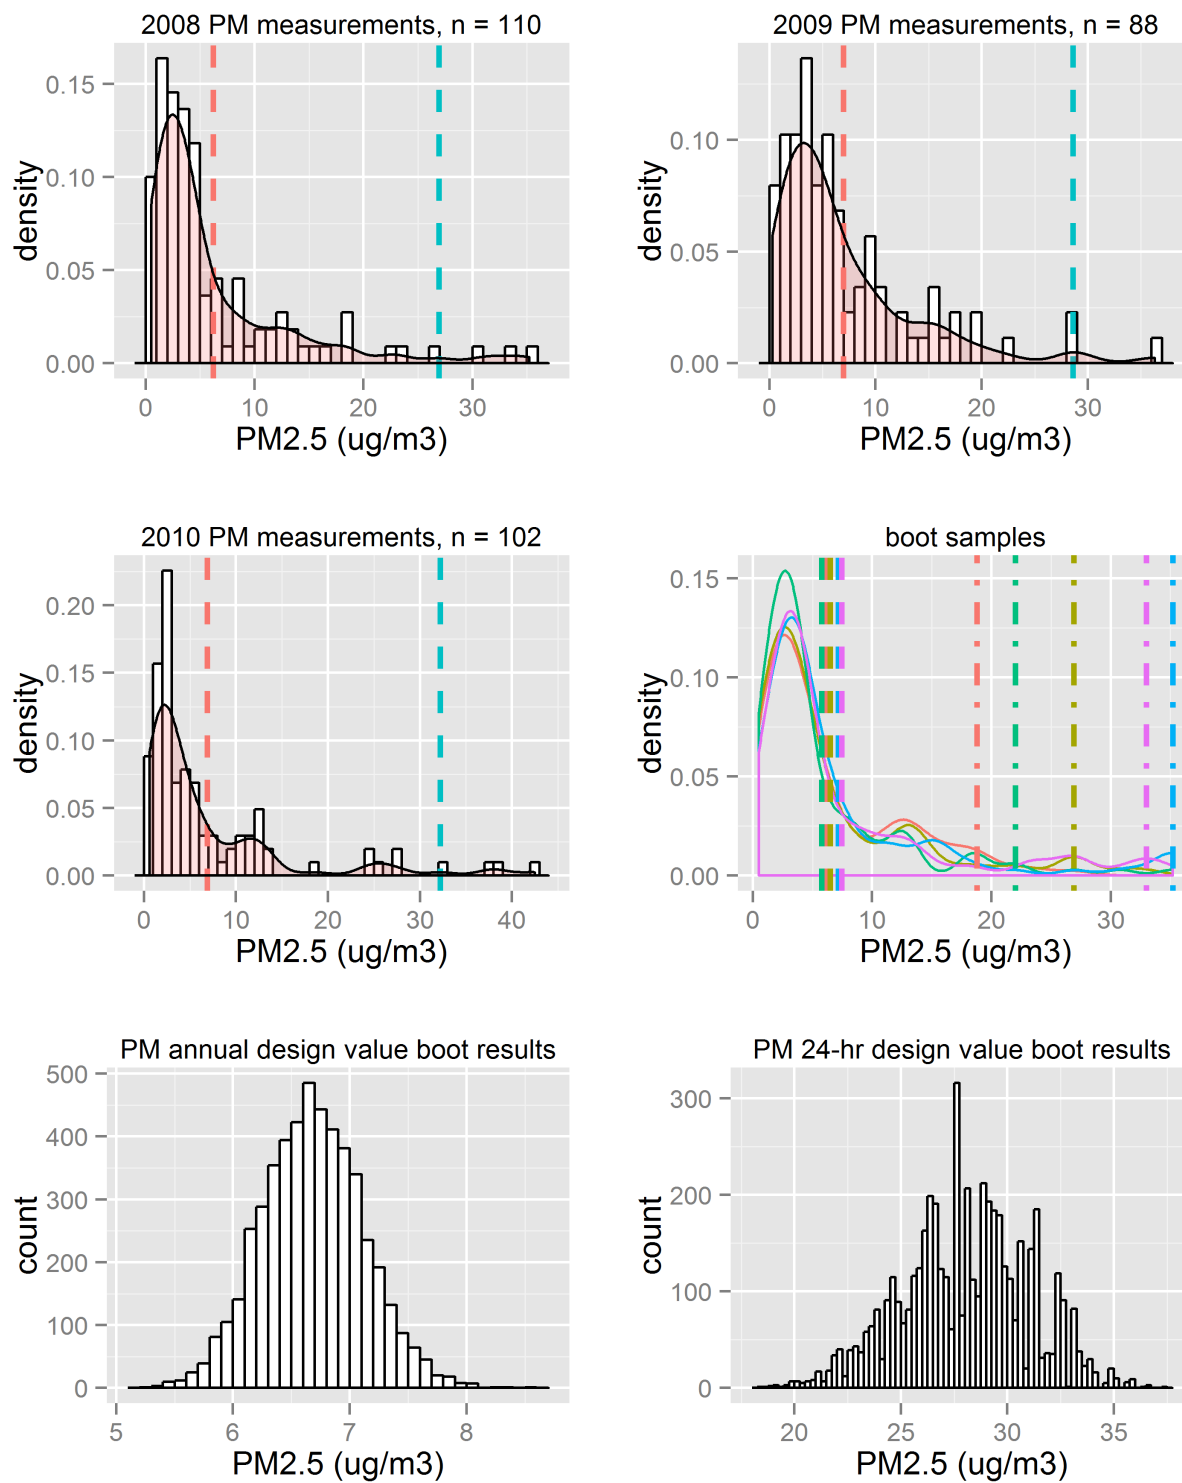 2008 PM measurements, n = 110
density
0.15
0.10
0.05
0.00
0 10 20 30
PM2.5 (ug/m3)
2009 PM measurements, n = 88
density
0.10
0.05
0.00
0 10 20 30
PM2.5 (ug/m3)
2010 PM measurements, n = 102
density
0.20
0.15
0.10
0.05
0.00
0 10 20 30 40
PM2.5 (ug/m3)
boot samples
density
0.15
0.10
0.05
0.00
0 10 20 30
PM2.5 (ug/m3)
PM annual design value boot results
count
500
400
300
200
100
0
5 6 7 8
PM2.5 (ug/m3)
PM 24-hr design value boot results
count
300
200
100
0
20 25 30 35
PM2.5 (ug/m3)